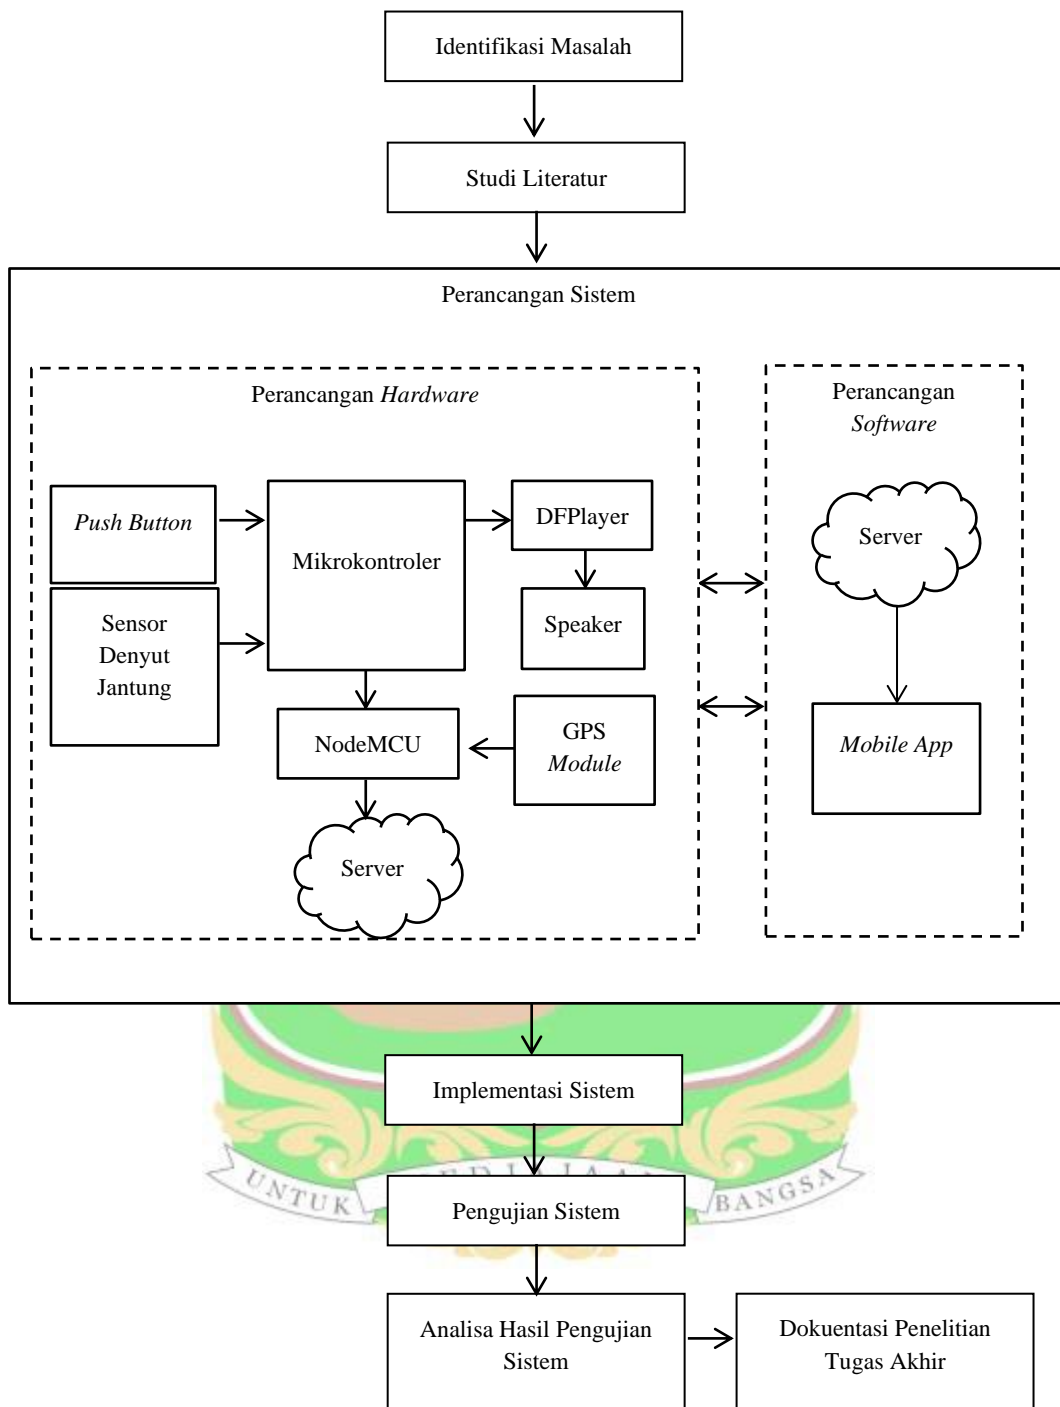 Identifikasi Masalah
Studi Literatur
Perancangan Sistem
Perancangan Hardware
Push Button
Sensor
Denyut
Jantung
Mikrokontroler
DFPlayer
Speaker
NodeMCU
GPS
Module
Server
Perancangan
Software
Server
Mobile App
Implementasi Sistem
UNTUK
BANGSA
Pengujian Sistem
Analisa Hasil Pengujian
Sistem
Dokuentasi Penelitian
Tugas Akhir